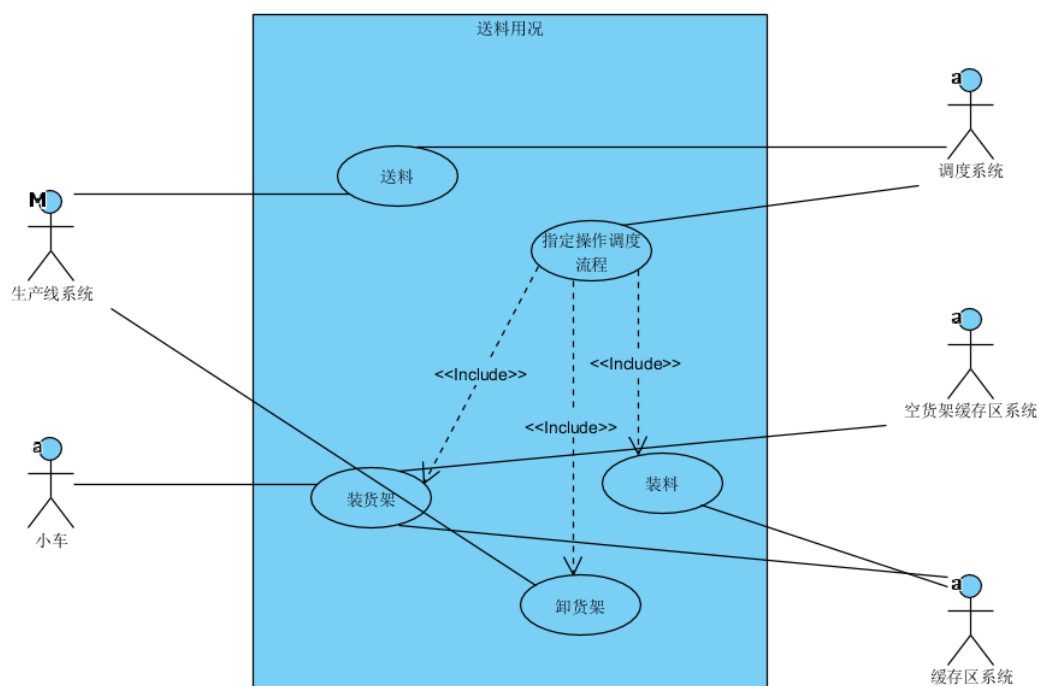 送料用况
a
调度系统
送料
M
生产线系统
指定操作调度
流程
a
空货架缓存区系统
<<Include>>
<<Include>>
<<Include>>
a
小车
装货架
装料
a
缓存区系统
卸货架